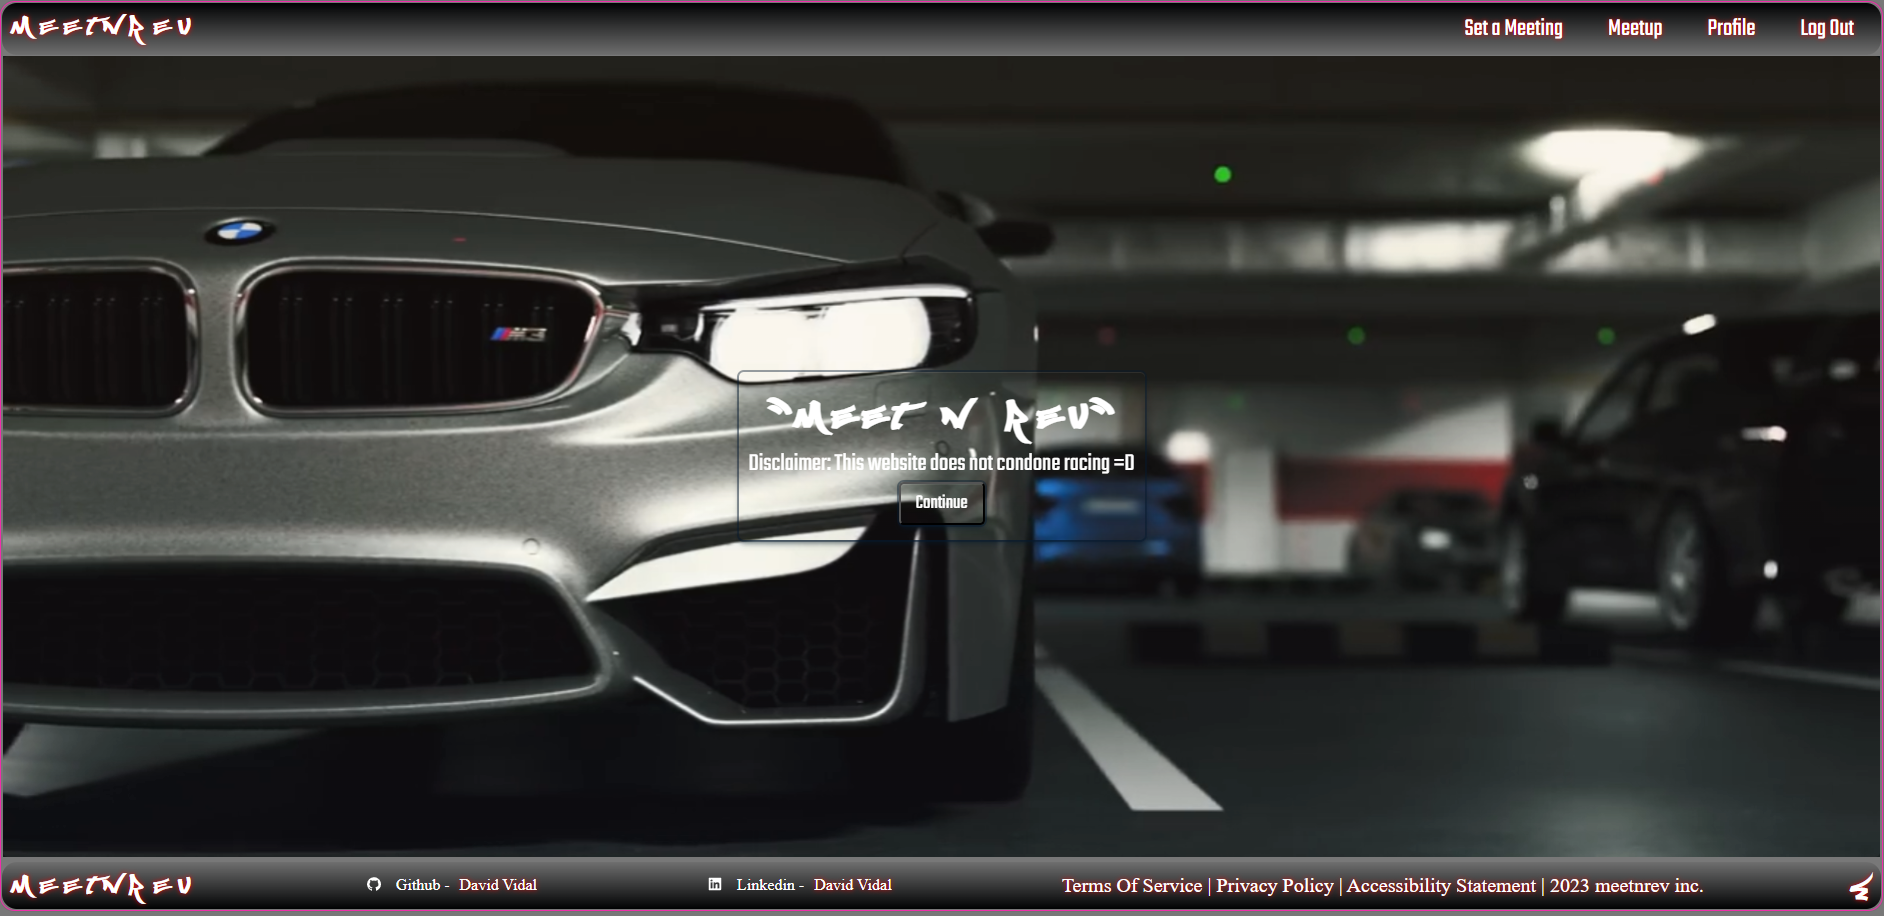 MeetNRev
Set a Meeting Meetup Profile Log Out
M3
"Meet N Rev"
Disclaimer: This website does not condone racing =D
Continue
MeetNRev
Github - David Vidal
Linkedin - David Vidal
Terms Of Service | Privacy Policy | Accessibility Statement | 2023 meetnrev inc.